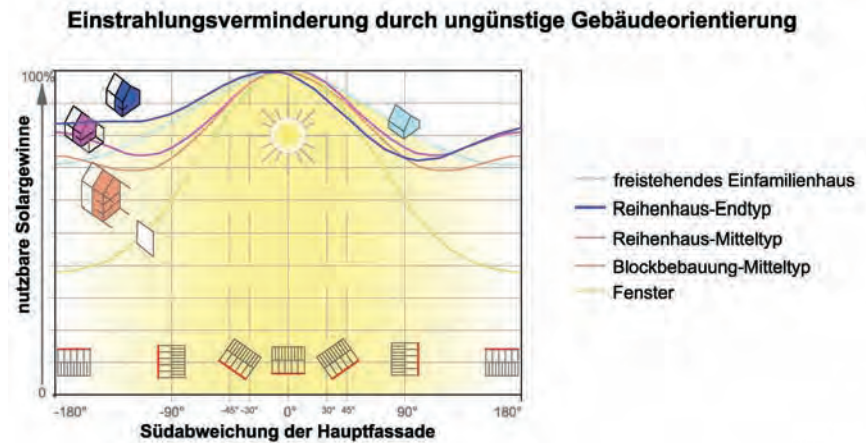 Einstrahlungsverminderung durch ungünstige Gebäudeorientierung
100%
nutzbare Solargewinne
0
-180°
-90°
-45°
-30°
0°
30°
45°
90°
180°
Südabweichung der Hauptfassade
freistehendes Einfamilienhaus
Reihenhaus-Endtyp
Reihenhaus-Mitteltyp
Blockbebauung-Mitteltyp
Fenster